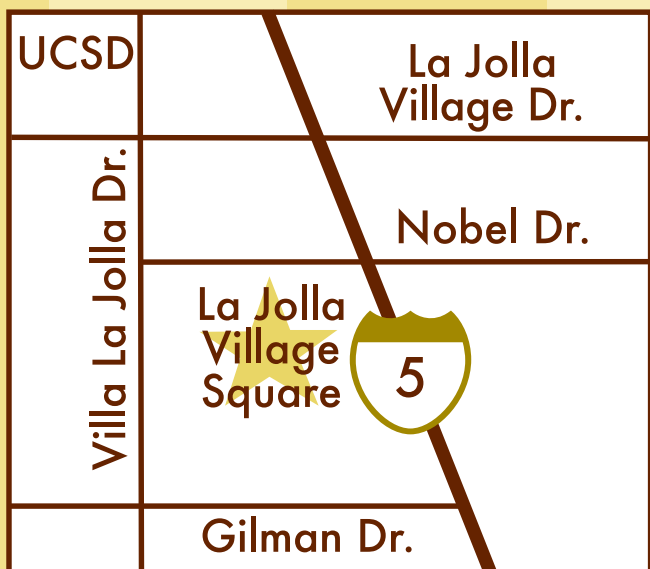 UCSD
La Jolla
Village Dr.
Villa La Jolla Dr.
Nobel Dr.
La Jolla
Village
Square
5
Gilman Dr.